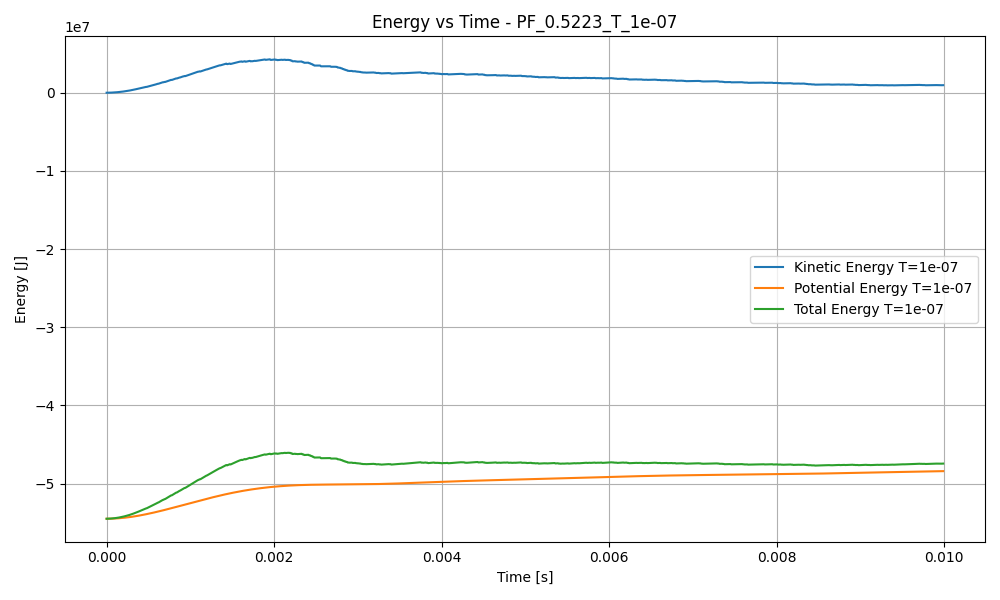 Energy vs Time - PF_0.5223_T_1e-07
1e7
0
−1
−2
−3
−4
−5
Energy [J]
Kinetic Energy T=1e-07
Potential Energy T=1e-07
Total Energy T=1e-07
0.000 0.002 0.004 0.006 0.008 0.010
Time [s]